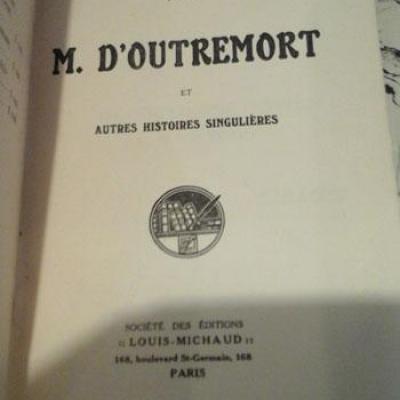 M. D'OUTREMORT
ET
AUTRES HISTOIRES SINGULIÈRES
SOCIÉTÉ DES ÉDITIONS
:: LOUIS-MICHAUD ::
168, boulevard St-Germain, 168
PARIS